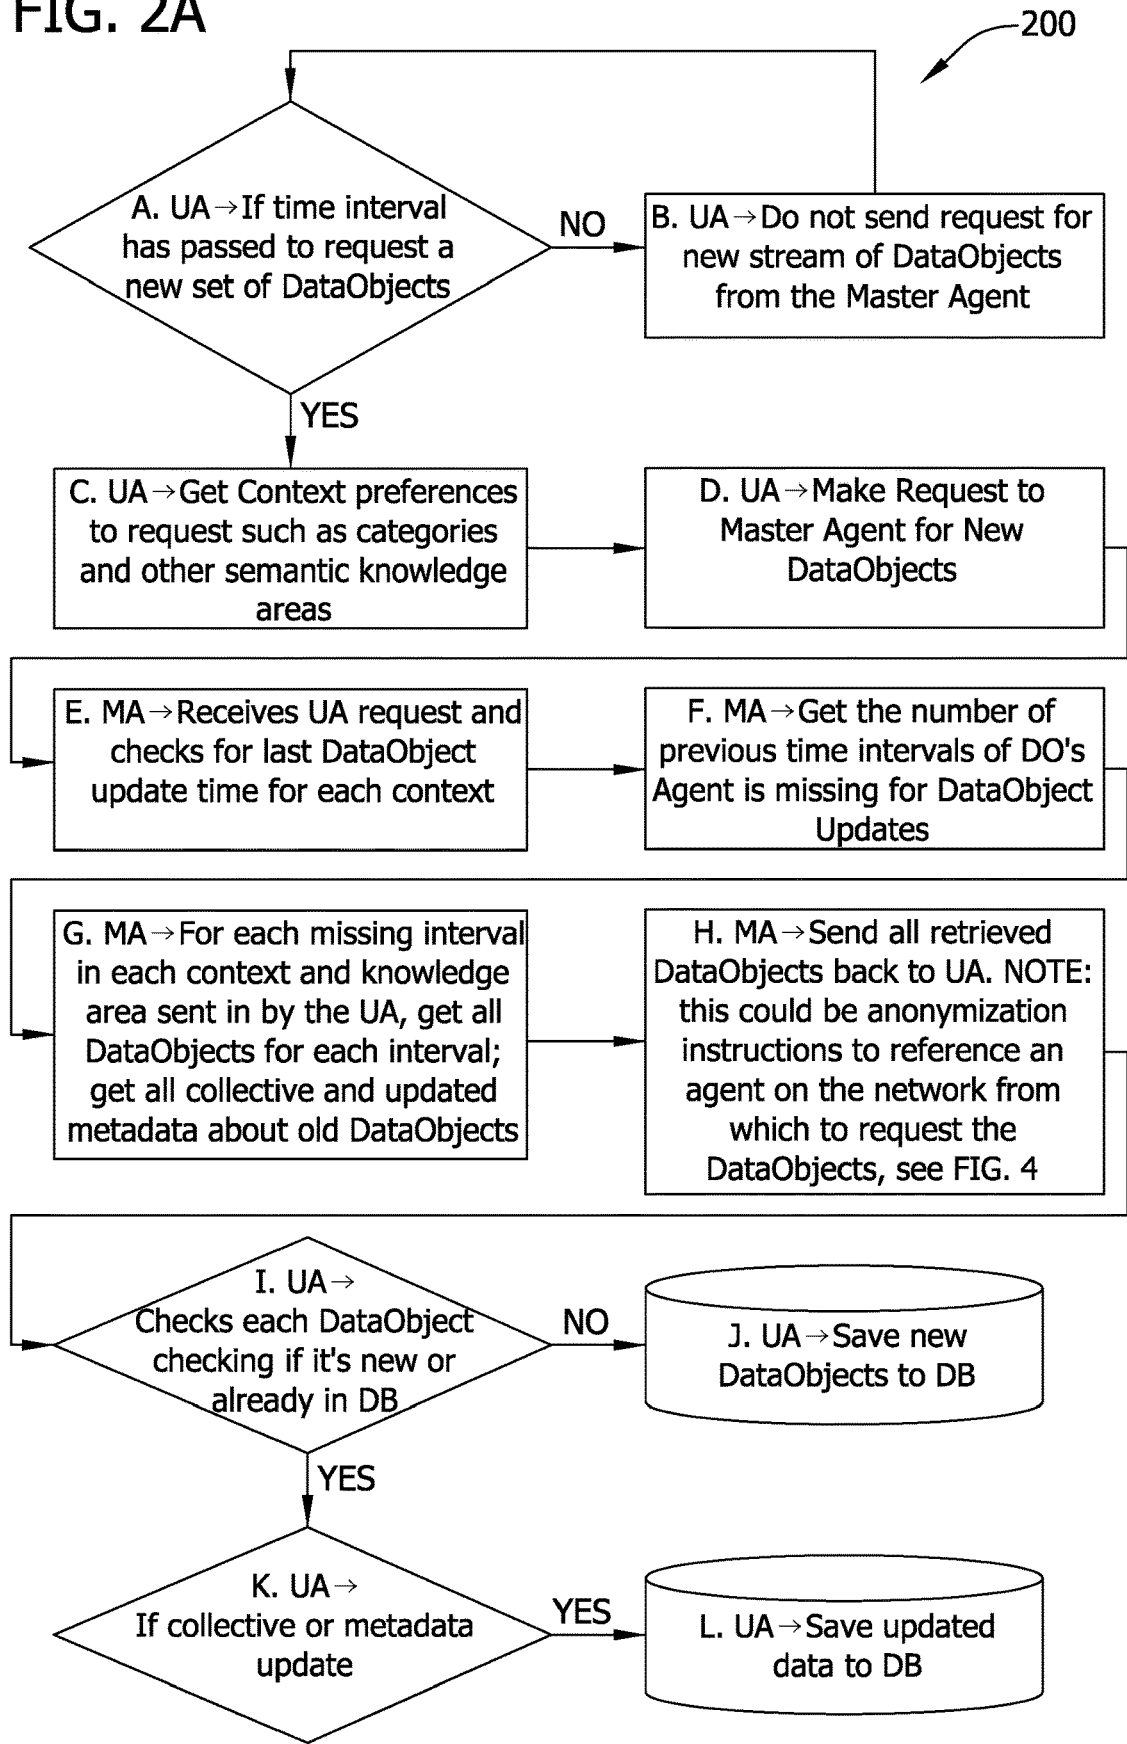 FIG. 2A
200
A. UA→If time interval
has passed to request a
new set of DataObjects
NO
B. UA→Do not send request for
new stream of DataObjects
from the Master Agent
YES
C. UA→Get Context preferences
to request such as categories
and other semantic knowledge
areas
D. UA→Make Request to
Master Agent for New
DataObjects
E. MA→Receives UA request and
checks for last DataObject
update time for each context
F. MA→Get the number of
previous time intervals of DO's
Agent is missing for DataObject
Updates
G. MA→For each missing interval
in each context and knowledge
area sent in by the UA, get all
DataObjects for each interval;
get all collective and updated
metadata about old DataObjects
H. MA→Send all retrieved
DataObjects back to UA. NOTE:
this could be anonymization
instructions to reference an
agent on the network from
which to request the
DataObjects, see FIG. 4
I. UA→
Checks each DataObject
checking if it's new or
already in DB
NO
J. UA→Save new
DataObjects to DB
YES
K. UA→
If collective or metadata
update
YES
L. UA→Save updated
data to DB